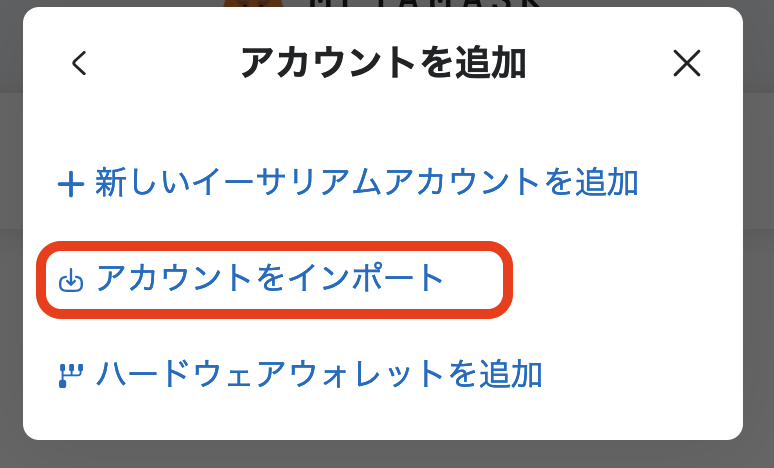 METAMASK
アカウントを追加
新しいイーサリアムアカウントを追加
アカウントをインポート
ハードウェアウォレットを追加